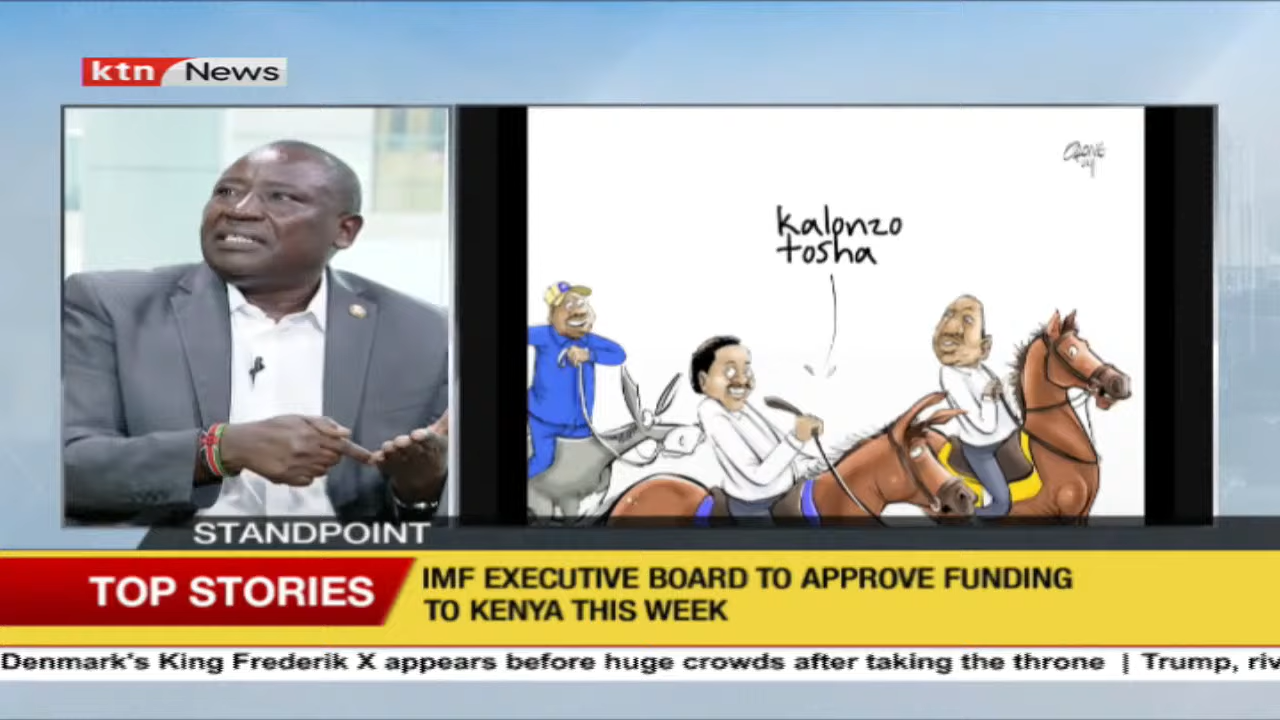 ktn News
kalonzo
tosha
STANDPOINT
TOP STORIES
IMF EXECUTIVE BOARD TO APPROVE FUNDING
TO KENYA THIS WEEK
Denmark's King Frederik X appears before huge crowds after taking the throne | Trump, riv